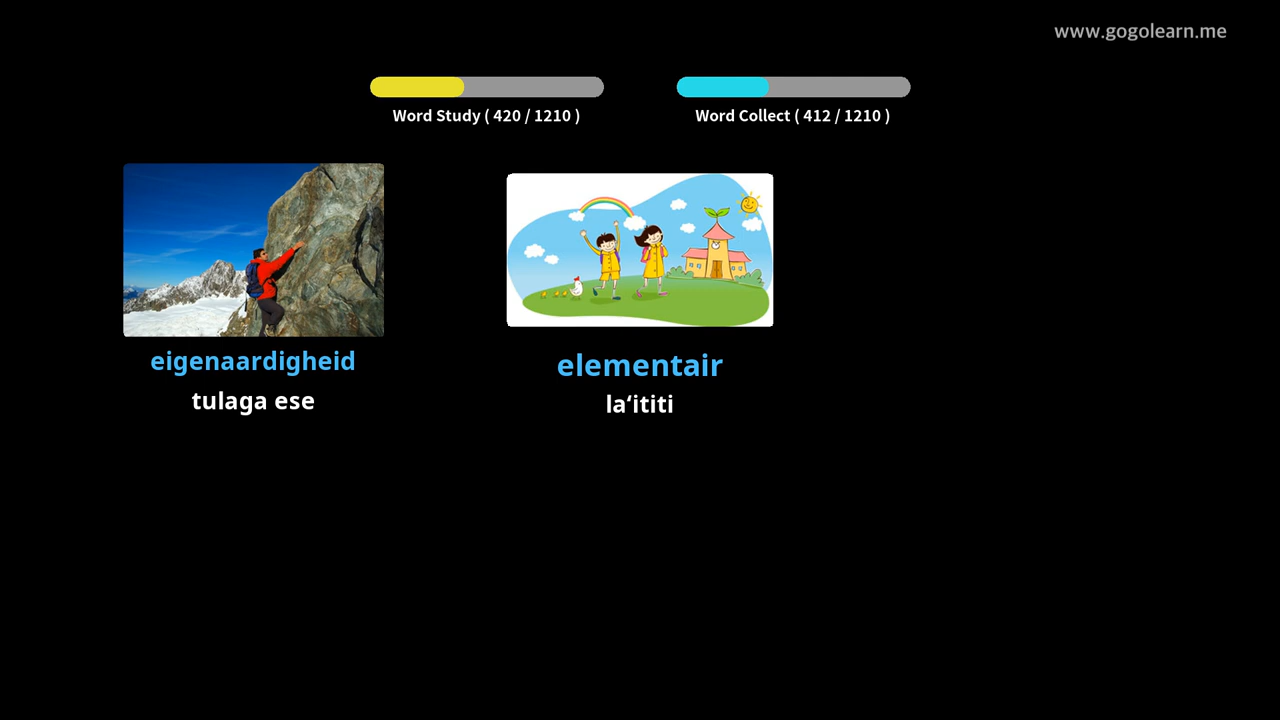 www.gogolearn.me
Word Study ( 420 / 1210 )
Word Collect ( 412 / 1210 )
eigenaardigheid
tulaga ese
elementair
la‘ititi